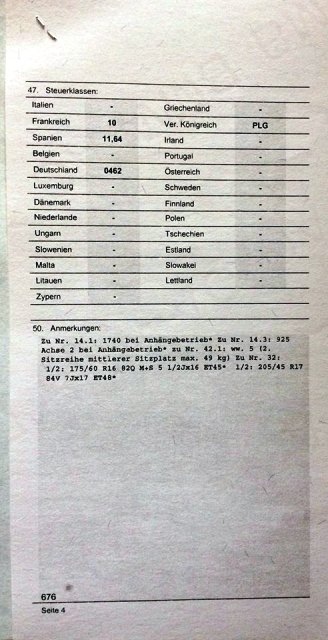 47. Steuerklassen:
Italien - Griechenland -
Frankreich 10 Ver. Königreich PLG
Spanien 11,64 Irland -
Belgien - Portugal -
Deutschland 0462 Österreich -
Luxemburg - Schweden -
Dänemark - Finnland -
Niederlande - Polen -
Ungarn - Tschechien -
Slowenien - Estland -
Malta - Slowakei -
Litauen - Lettland -
Zypern -
50. Anmerkungen:
Zu Nr. 14.1: 1740 bei Anhängebetrieb* Zu Nr. 14.3: 925
Achse 2 bei Anhängebetrieb* zu Nr. 42.1: ww. 5 (2.
Sitzreihe mittlerer Sitzplatz max. 49 kg) Zu Nr. 32:
1/2: 175/60 R16 82Q M+S 5 1/2Jx16 ET45* 1/2: 205/45 R17
84V 7Jx17 ET48*
676
Seite 4